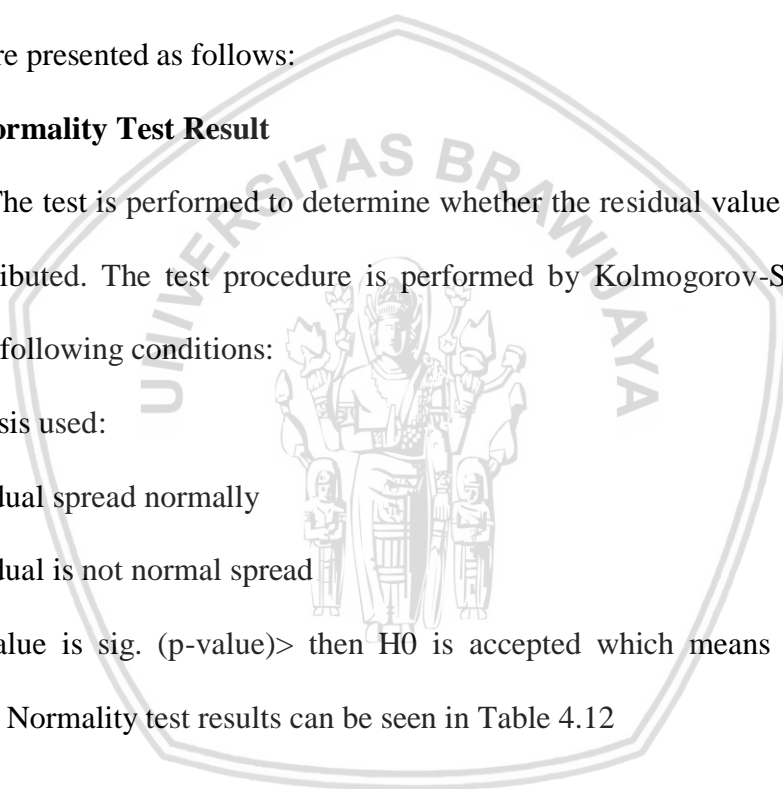 re presented as follows:
ormality Test Result
The test is performed to determine whether the residual value
ibuted. The test procedure is performed by Kolmogorov-S
following conditions:
sis used:
dual spread normally
dual is not normal spread
alue is sig. (p-value)> then H0 is accepted which means
Normality test results can be seen in Table 4.12
UNIVERSITAS BRAWIJAYA